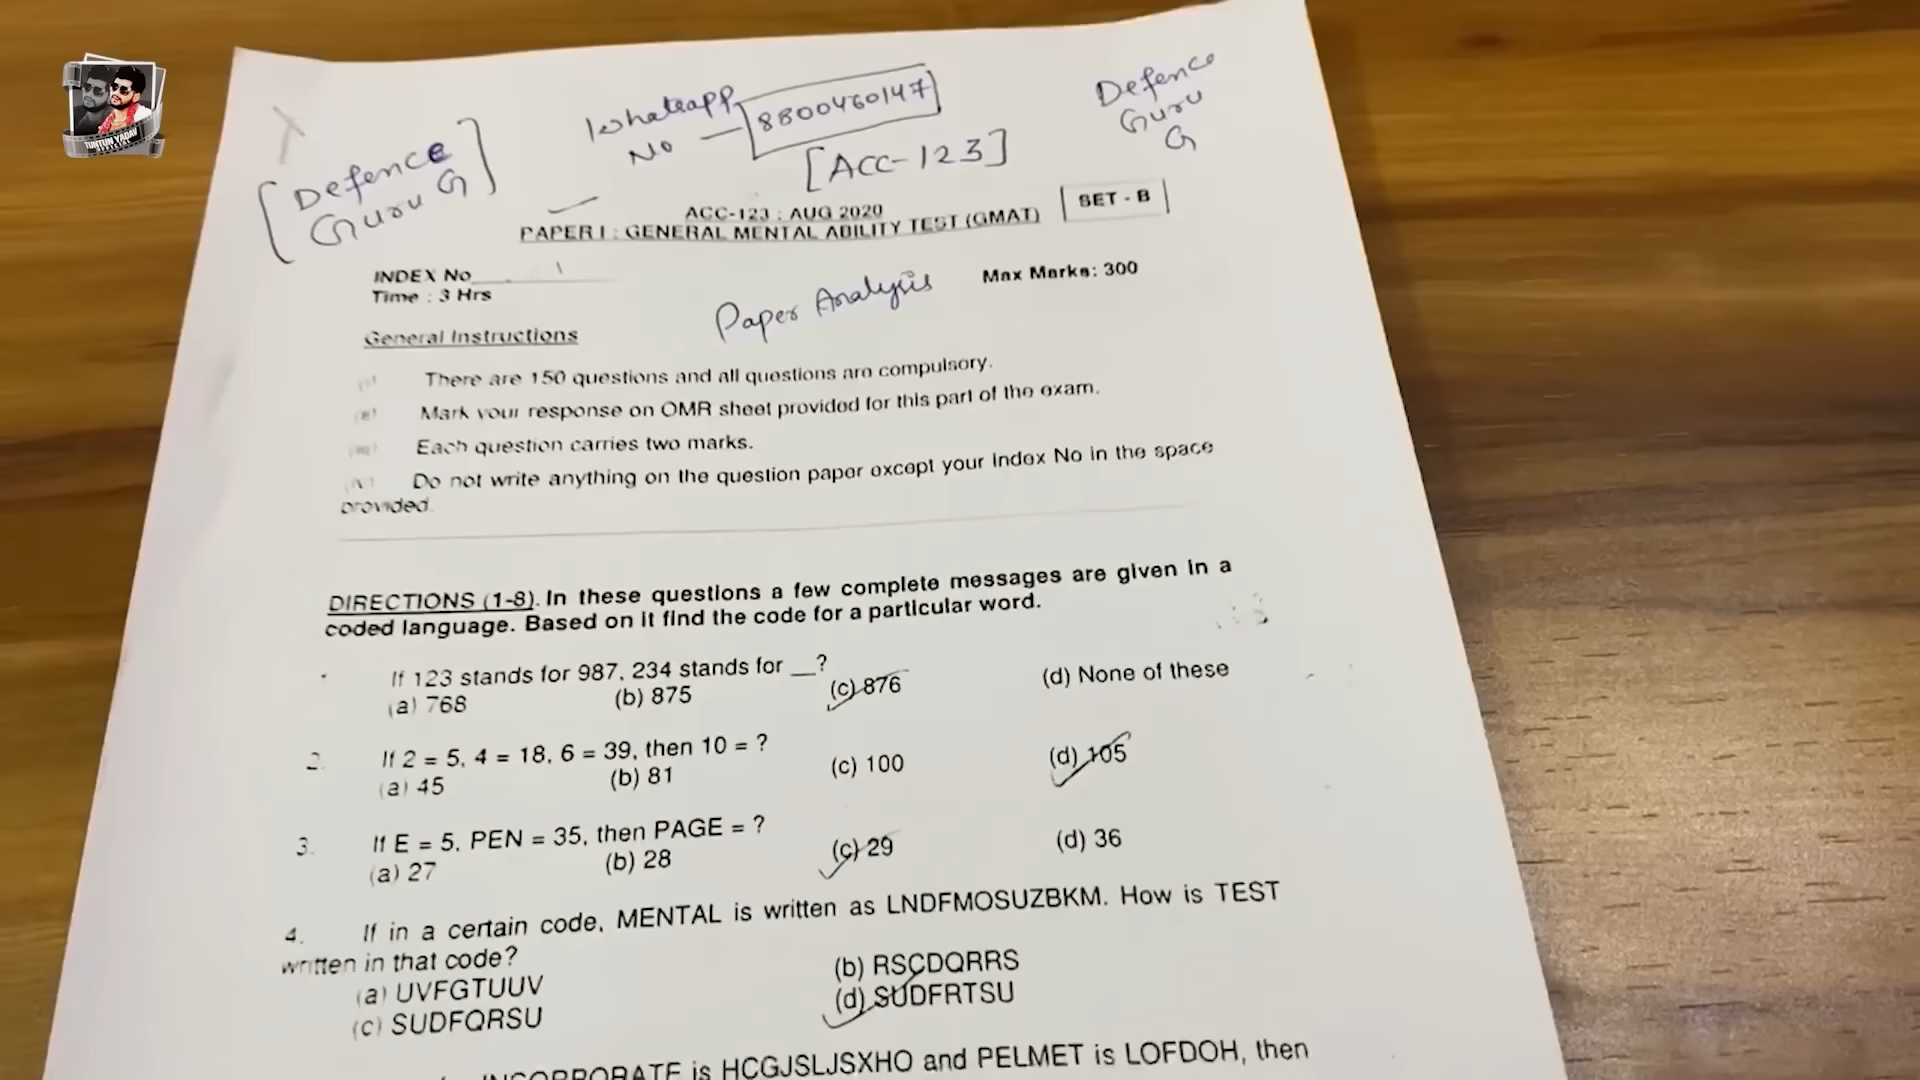 TUNTUN YADAV
OFFICIAL
[Defence
Guru G]
Whatsapp
No — 8800460147
[ACC-123]
Defence
Guru
G
ACC-123 : AUG 2020
PAPER I : GENERAL MENTAL ABILITY TEST (GMAT)
SET - B
INDEX No
Time : 3 Hrs
Paper Analysis
Max Marks: 300
General Instructions
(i) There are 150 questions and all questions are compulsory.
(ii) Mark your response on OMR sheet provided for this part of the exam.
(iii) Each question carries two marks.
(iv) Do not write anything on the question paper except your Index No in the space
provided.
DIRECTIONS (1-8). In these questions a few complete messages are given in a
coded language. Based on it find the code for a particular word.
If 123 stands for 987, 234 stands for __?
(a) 768 (b) 875 (c) 876 (d) None of these
2. If 2 = 5, 4 = 18, 6 = 39, then 10 = ?
(a) 45 (b) 81 (c) 100 (d) 105
3. If E = 5, PEN = 35, then PAGE = ?
(a) 27 (b) 28 (c) 29 (d) 36
4. If in a certain code, MENTAL is written as LNDFMOSUZBKM. How is TEST
written in that code?
(a) UVFGTUUV (b) RSCDQRRS
(c) SUDFQRSU (d) SUDFRTSU
INCORPORATE is HCGJSLJSXHO and PELMET is LOFDOH, then